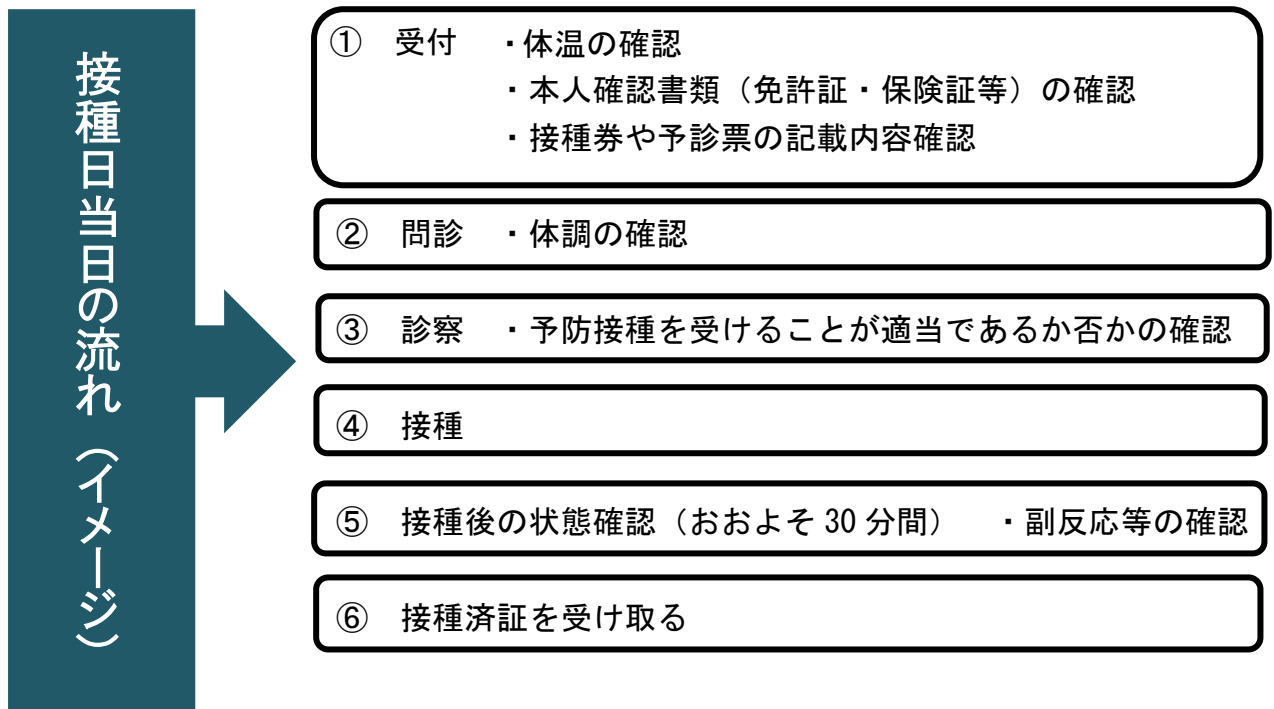 接種日当日の流れ（イメージ）
① 受付 ・体温の確認
・本人確認書類（免許証・保険証等）の確認
・接種券や予診票の記載内容確認
② 問診 ・体調の確認
③ 診察 ・予防接種を受けることが適当であるか否かの確認
④ 接種
⑤ 接種後の状態確認（おおよそ 30 分間） ・副反応等の確認
⑥ 接種済証を受け取る